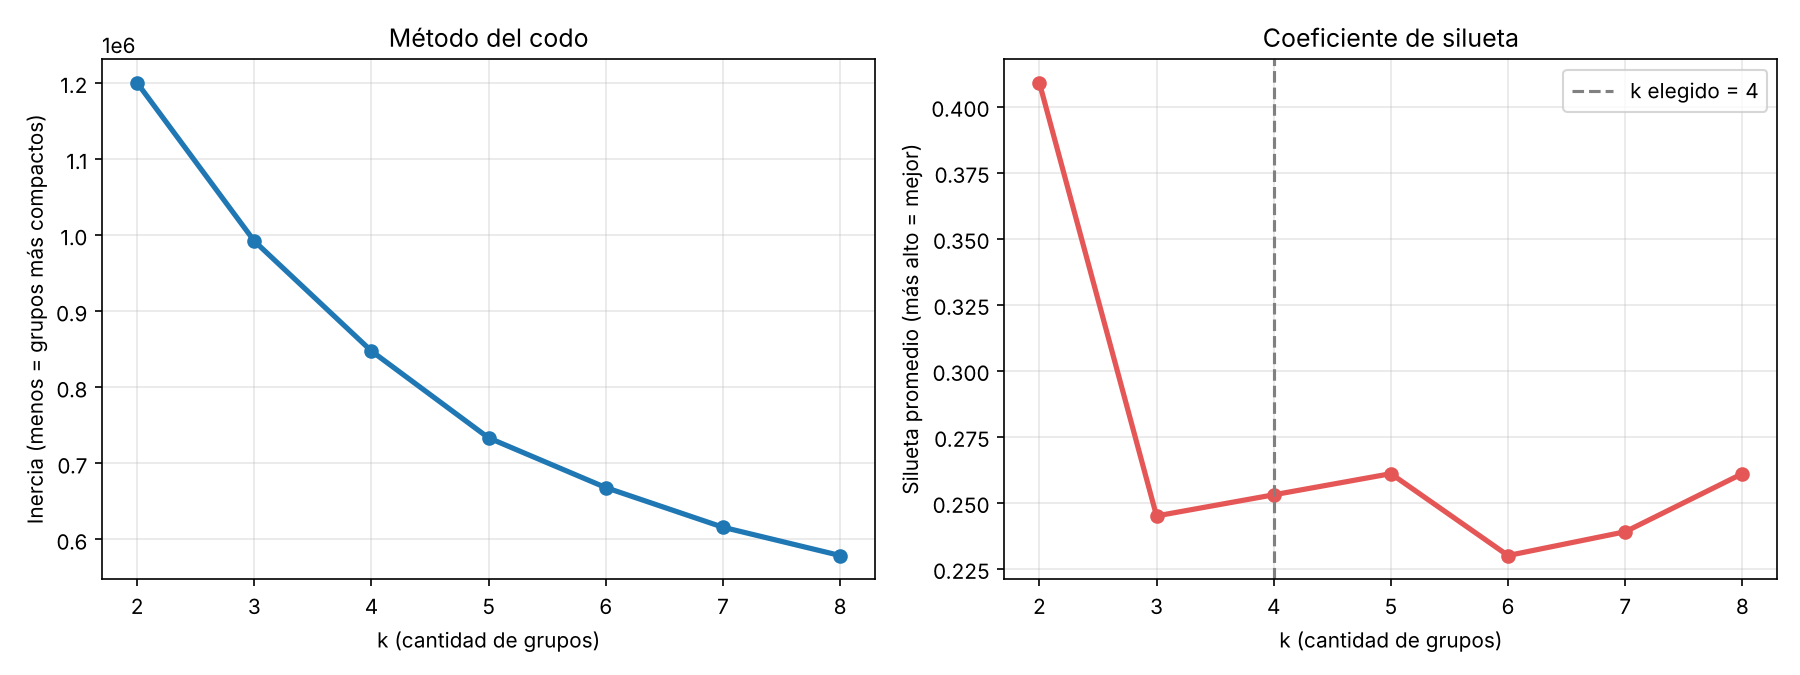 Método del codo
1e6
Inercia (menos = grupos más compactos)
1.2
1.1
1.0
0.9
0.8
0.7
0.6
2 3 4 5 6 7 8
k (cantidad de grupos)
Coeficiente de silueta
k elegido = 4
Silueta promedio (más alto = mejor)
0.400
0.375
0.350
0.325
0.300
0.275
0.250
0.225
2 3 4 5 6 7 8
k (cantidad de grupos)